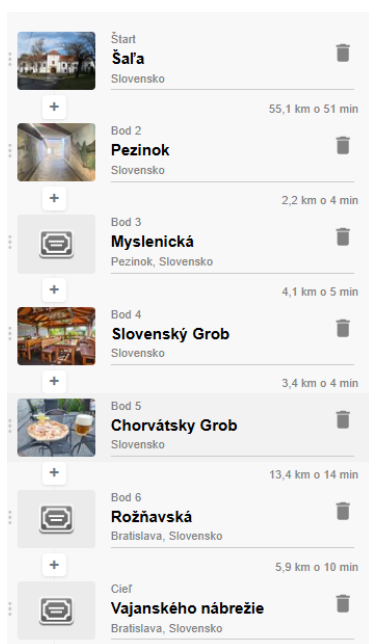 Štart
Šaľa
Slovensko
+
55,1 km o 51 min
Bod 2
Pezinok
Slovensko
+
2,2 km o 4 min
Bod 3
Myslenická
Pezinok, Slovensko
+
4,1 km o 5 min
Bod 4
Slovenský Grob
Slovensko
+
3,4 km o 4 min
Bod 5
Chorvátsky Grob
Slovensko
+
13,4 km o 14 min
Bod 6
Rožňavská
Bratislava, Slovensko
+
5,9 km o 10 min
Cieľ
Vajanského nábrežie
Bratislava, Slovensko